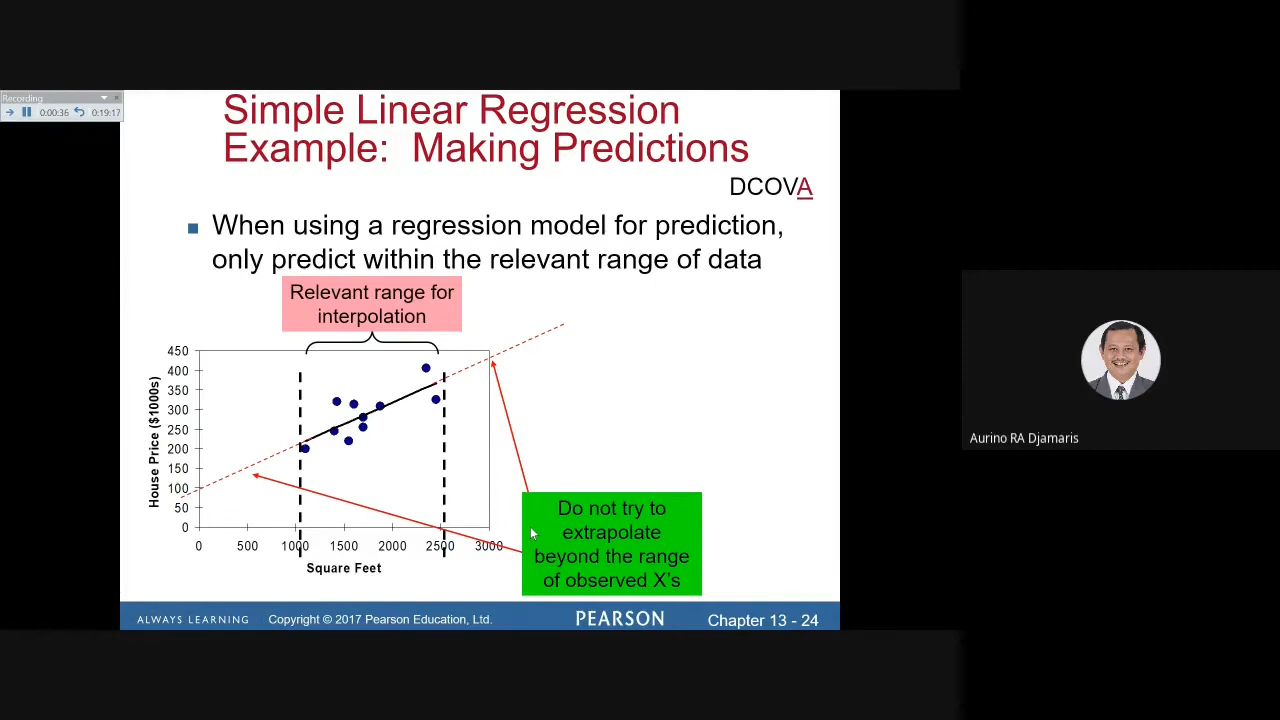 Recording
0:00:36
0:19:17
Simple Linear Regression
Example: Making Predictions
DCOVA
When using a regression model for prediction,
only predict within the relevant range of data
Relevant range for
interpolation
450
400
350
300
250
200
150
100
50
0
House Price ($1000s)
0 500 1000 1500 2000 2500 3000
Square Feet
Do not try to
extrapolate
beyond the range
of observed X's
ALWAYS LEARNING
Copyright © 2017 Pearson Education, Ltd.
PEARSON
Chapter 13 - 24
Aurino RA Djamaris